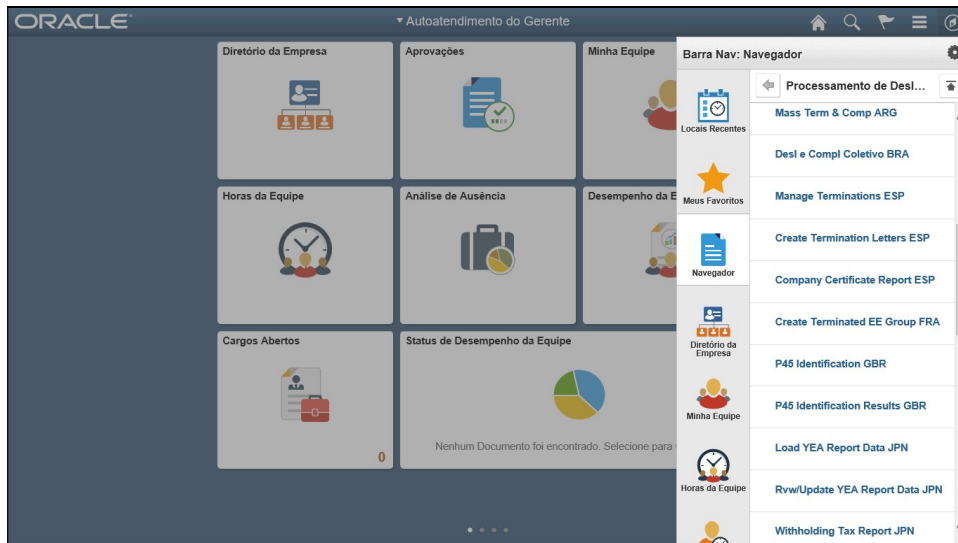 ORACLE
Autoatendimento do Gerente
Diretório da Empresa
Aprovações
Minha Equipe
Horas da Equipe
Análise de Ausência
Desempenho da E
Cargos Abertos
0
Status de Desempenho da Equipe
Nenhum Documento foi encontrado. Selecione para
Barra Nav: Navegador
Locais Recentes
Meus Favoritos
Navegador
Diretório da
Empresa
Minha Equipe
Horas da Equipe
Processamento de Desl...
Mass Term & Comp ARG
Desl e Compl Coletivo BRA
Manage Terminations ESP
Create Termination Letters ESP
Company Certificate Report ESP
Create Terminated EE Group FRA
P45 Identification GBR
P45 Identification Results GBR
Load YEA Report Data JPN
Rvw/Update YEA Report Data JPN
Withholding Tax Report JPN